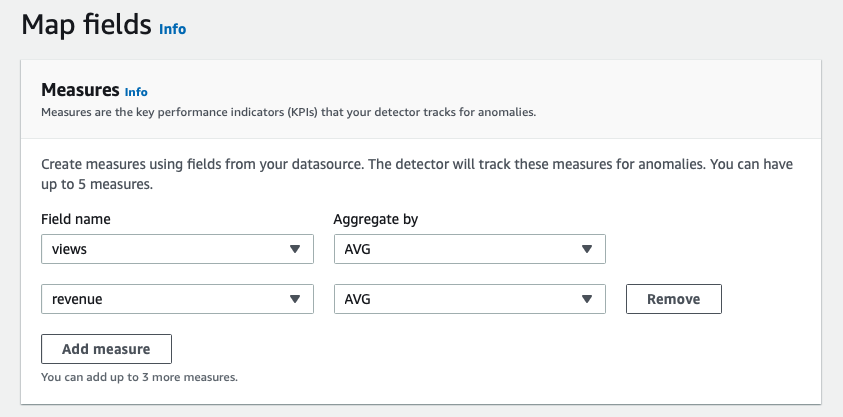 Map fields Info
Measures Info
Measures are the key performance indicators (KPIs) that your detector tracks for anomalies.
Create measures using fields from your datasource. The detector will track these measures for anomalies. You can have
up to 5 measures.
Field name Aggregate by
views AVG
revenue AVG Remove
Add measure
You can add up to 3 more measures.